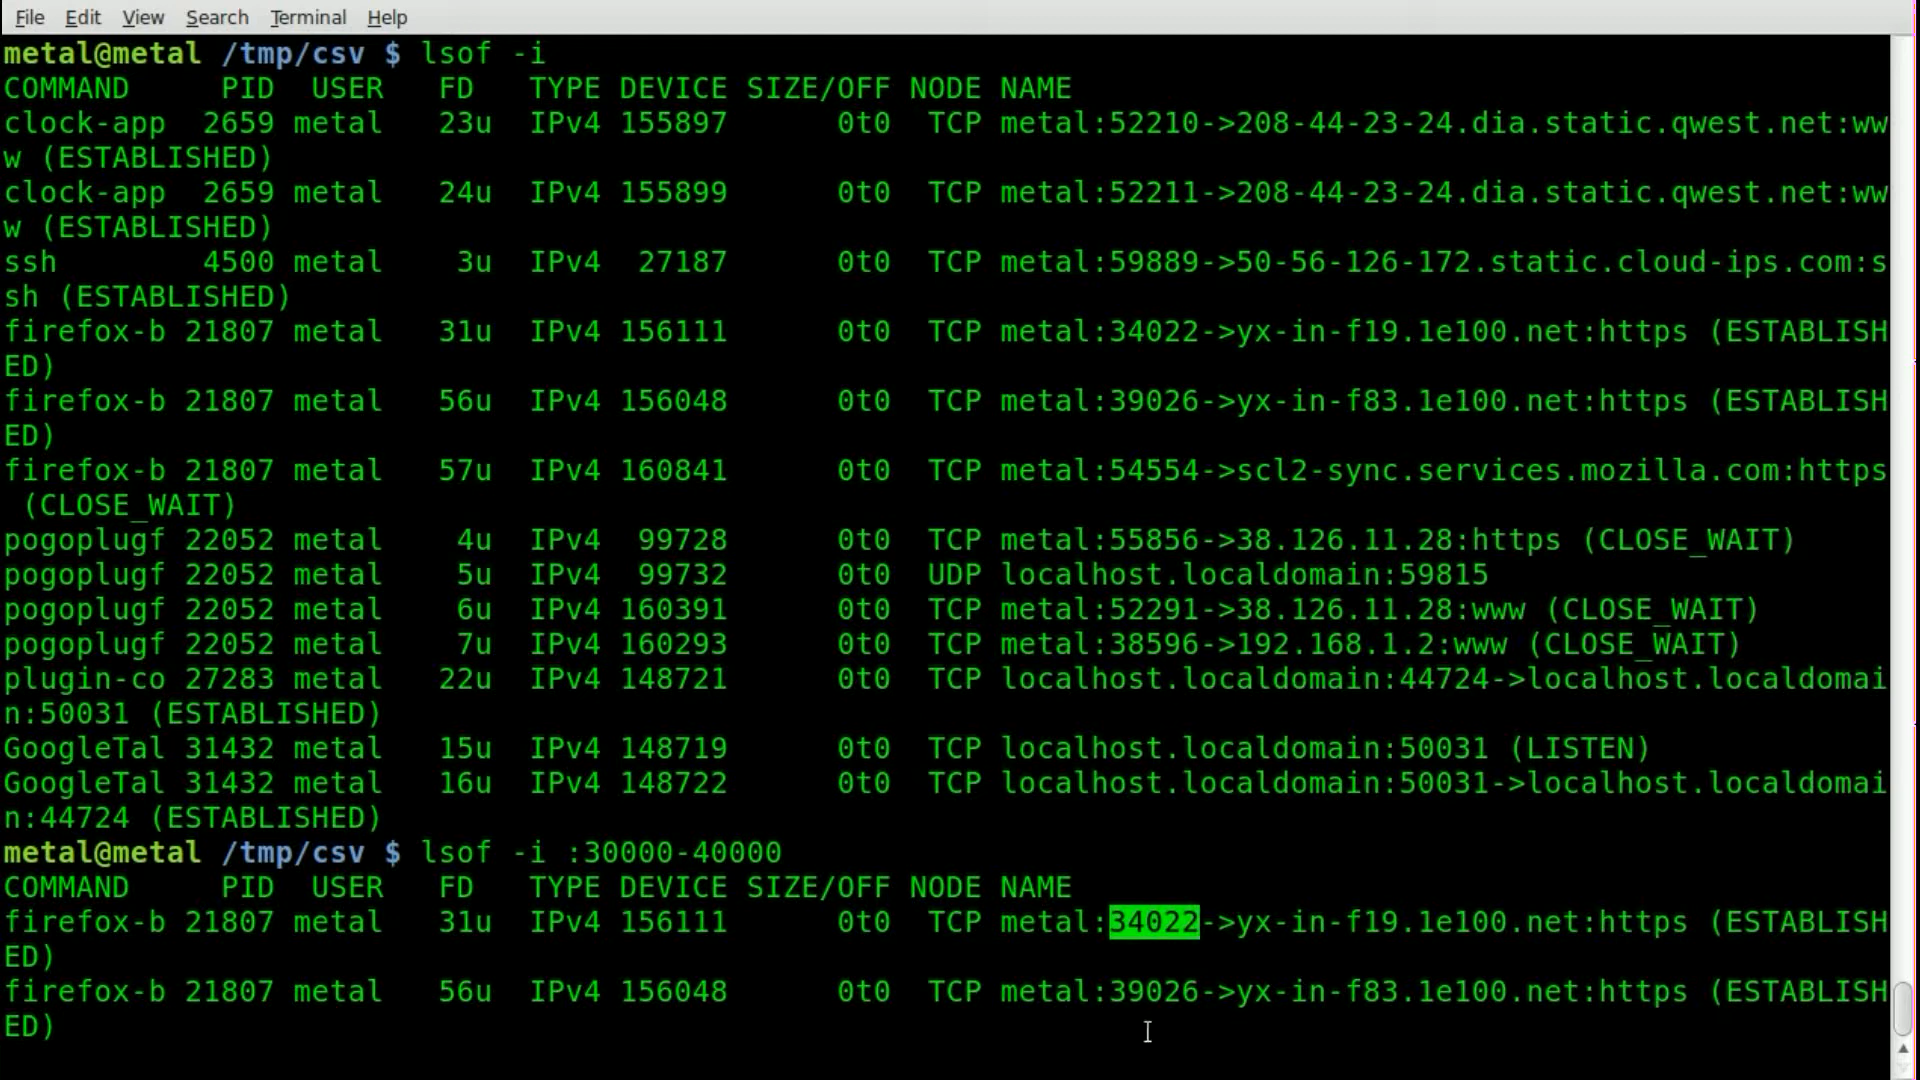 File Edit View Search Terminal Help
metal@metal /tmp/csv $ lsof -i
COMMAND     PID  USER   FD   TYPE DEVICE SIZE/OFF NODE NAME
clock-app  2659 metal   23u  IPv4 155897      0t0  TCP metal:52210->208-44-23-24.dia.static.qwest.net:ww
w (ESTABLISHED)
clock-app  2659 metal   24u  IPv4 155899      0t0  TCP metal:52211->208-44-23-24.dia.static.qwest.net:ww
w (ESTABLISHED)
ssh        4500 metal    3u  IPv4  27187      0t0  TCP metal:59889->50-56-126-172.static.cloud-ips.com:s
sh (ESTABLISHED)
firefox-b 21807 metal   31u  IPv4 156111      0t0  TCP metal:34022->yx-in-f19.1e100.net:https (ESTABLISH
ED)
firefox-b 21807 metal   56u  IPv4 156048      0t0  TCP metal:39026->yx-in-f83.1e100.net:https (ESTABLISH
ED)
firefox-b 21807 metal   57u  IPv4 160841      0t0  TCP metal:54554->scl2-sync.services.mozilla.com:https
 (CLOSE_WAIT)
pogoplugf 22052 metal    4u  IPv4  99728      0t0  TCP metal:55856->38.126.11.28:https (CLOSE_WAIT)
pogoplugf 22052 metal    5u  IPv4  99732      0t0  UDP localhost.localdomain:59815
pogoplugf 22052 metal    6u  IPv4 160391      0t0  TCP metal:52291->38.126.11.28:www (CLOSE_WAIT)
pogoplugf 22052 metal    7u  IPv4 160293      0t0  TCP metal:38596->192.168.1.2:www (CLOSE_WAIT)
plugin-co 27283 metal   22u  IPv4 148721      0t0  TCP localhost.localdomain:44724->localhost.localdomai
n:50031 (ESTABLISHED)
GoogleTal 31432 metal   15u  IPv4 148719      0t0  TCP localhost.localdomain:50031 (LISTEN)
GoogleTal 31432 metal   16u  IPv4 148722      0t0  TCP localhost.localdomain:50031->localhost.localdomai
n:44724 (ESTABLISHED)
metal@metal /tmp/csv $ lsof -i :30000-40000
COMMAND     PID  USER   FD   TYPE DEVICE SIZE/OFF NODE NAME
firefox-b 21807 metal   31u  IPv4 156111      0t0  TCP metal:34022->yx-in-f19.1e100.net:https (ESTABLISH
ED)
firefox-b 21807 metal   56u  IPv4 156048      0t0  TCP metal:39026->yx-in-f83.1e100.net:https (ESTABLISH
ED)